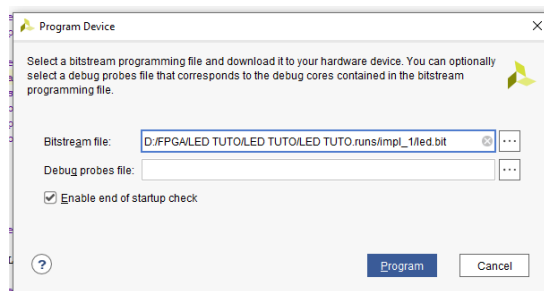 Program Device
Select a bitstream programming file and download it to your hardware device. You can optionally
select a debug probes file that corresponds to the debug cores contained in the bitstream
programming file.
Bitstream file: D:/FPGA/LED TUTO/LED TUTO/LED TUTO.runs/impl_1/led.bit ...
Debug probes file: ...
Enable end of startup check
? Program Cancel